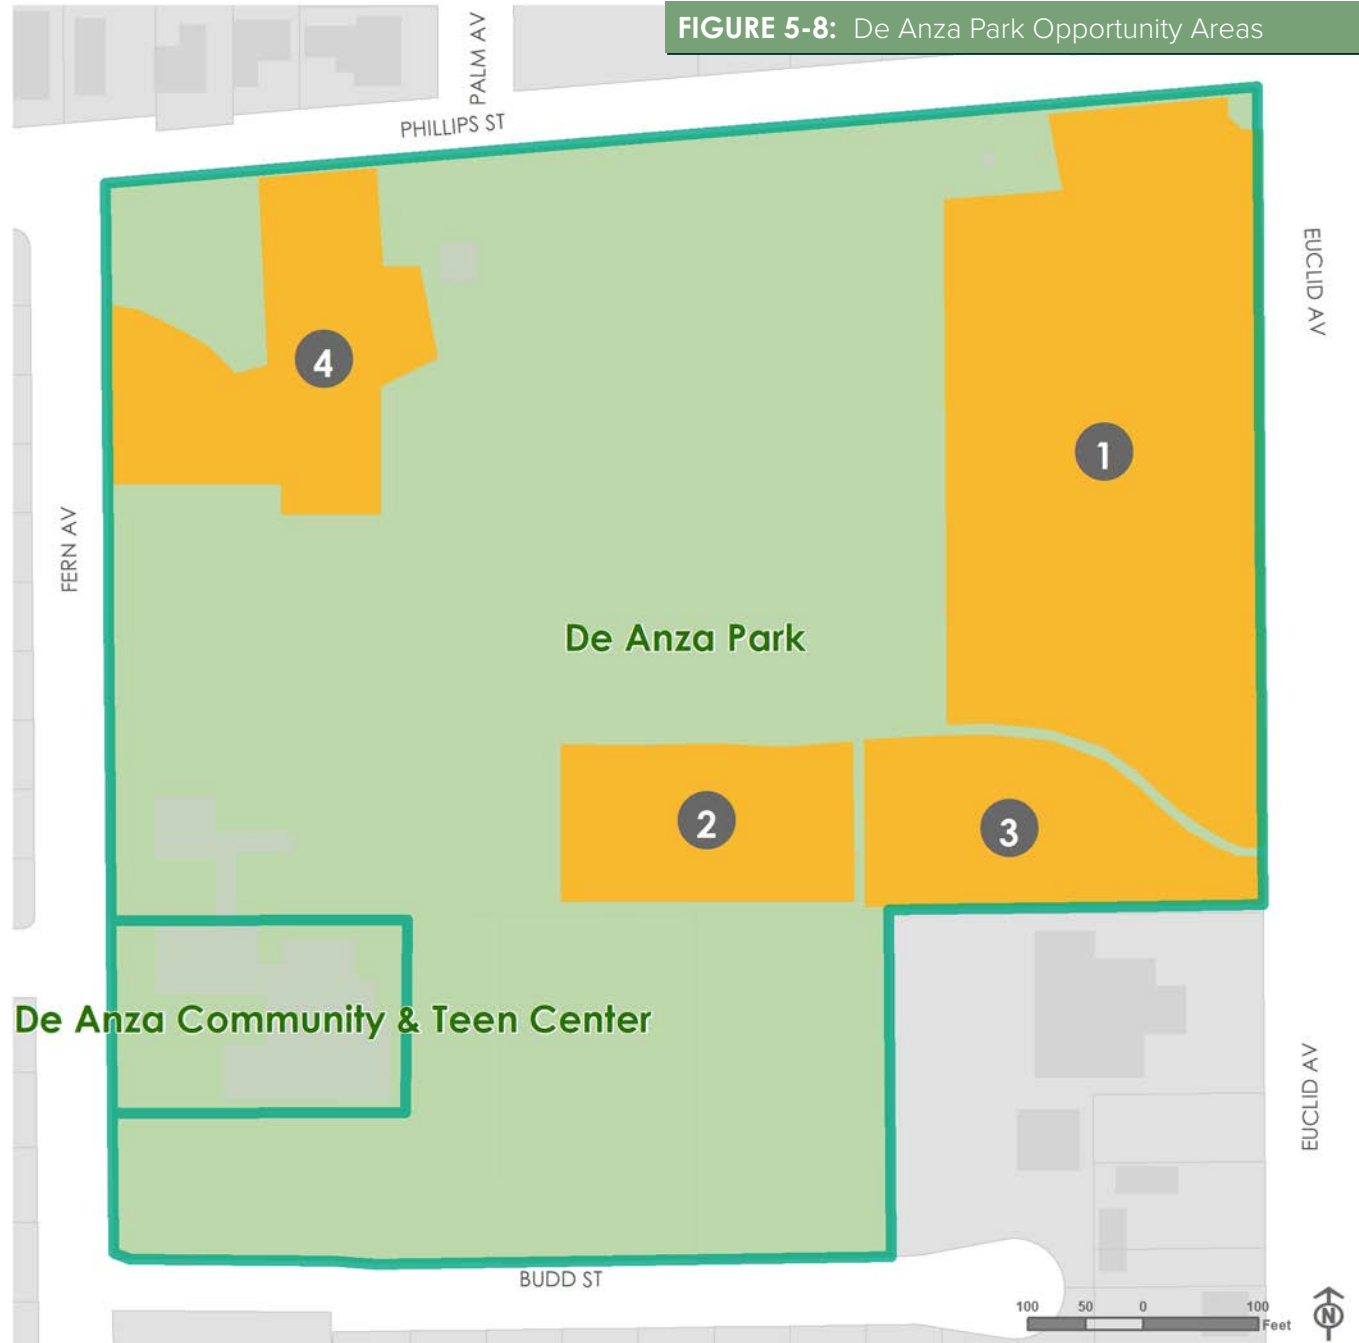 FIGURE 5-8: De Anza Park Opportunity Areas
PALM AV
PHILLIPS ST
EUCLID AV
4
1
FERN AV
De Anza Park
2
3
De Anza Community & Teen Center
EUCLID AV
BUDD ST
100 50 0 100
Feet
N